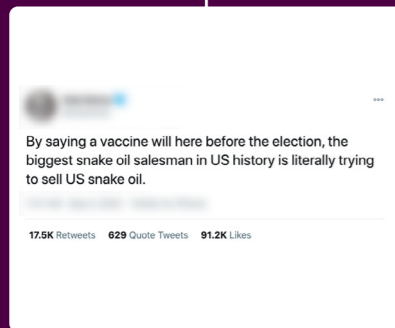 By saying a vaccine will here before the election, the
biggest snake oil salesman in US history is literally trying
to sell US snake oil.
17.5K Retweets 629 Quote Tweets 91.2K Likes